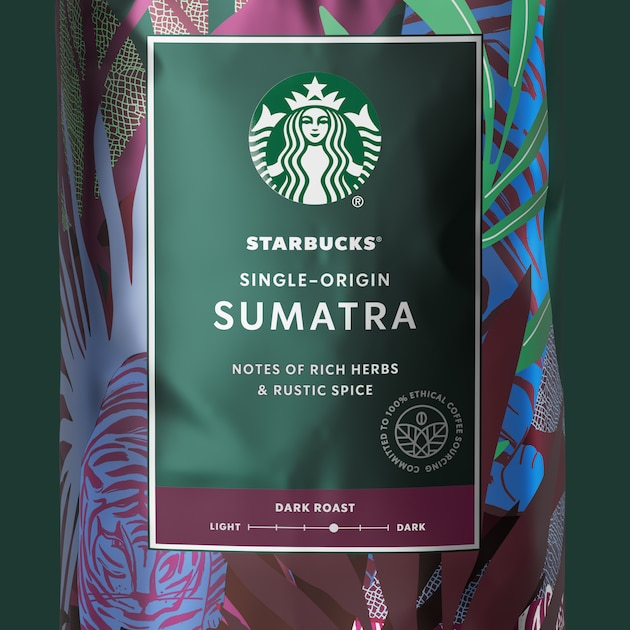 ®
STARBUCKS®
SINGLE-ORIGIN
SUMATRA
NOTES OF RICH HERBS
& RUSTIC SPICE
COMMITTED TO 100% ETHICAL COFFEE SOURCING
DARK ROAST
LIGHT DARK